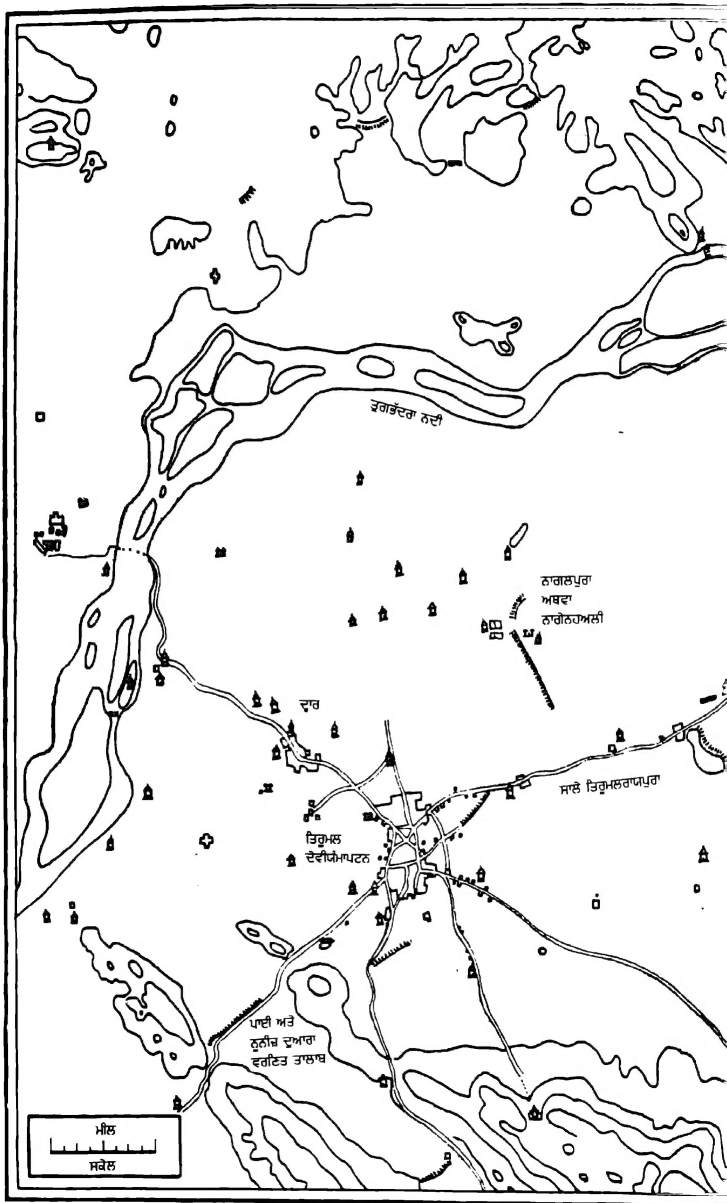 ਤੁਗਭੱਦਰਾ ਨਦੀ
ਨਾਗਲਪੁਰਾ
ਅਥਵਾ
ਨਾਗੇਨਹਅਲੀ
ਦ੍ਵਾਰ
ਸਾਲੇ ਤਿਰੂਮਲਰਾਯਪੁਰਾ
ਤਿਰੂਮਲ
ਦੇਵੀਯੰਮਾਪਟਨ
ਪਾਈ ਅਤੇ
ਨੂਨੀਜ਼ ਦੁਆਰਾ
ਵਰਣਿਤ ਤਾਲਾਬ
ਮੀਲ
ਸਕੇਲ